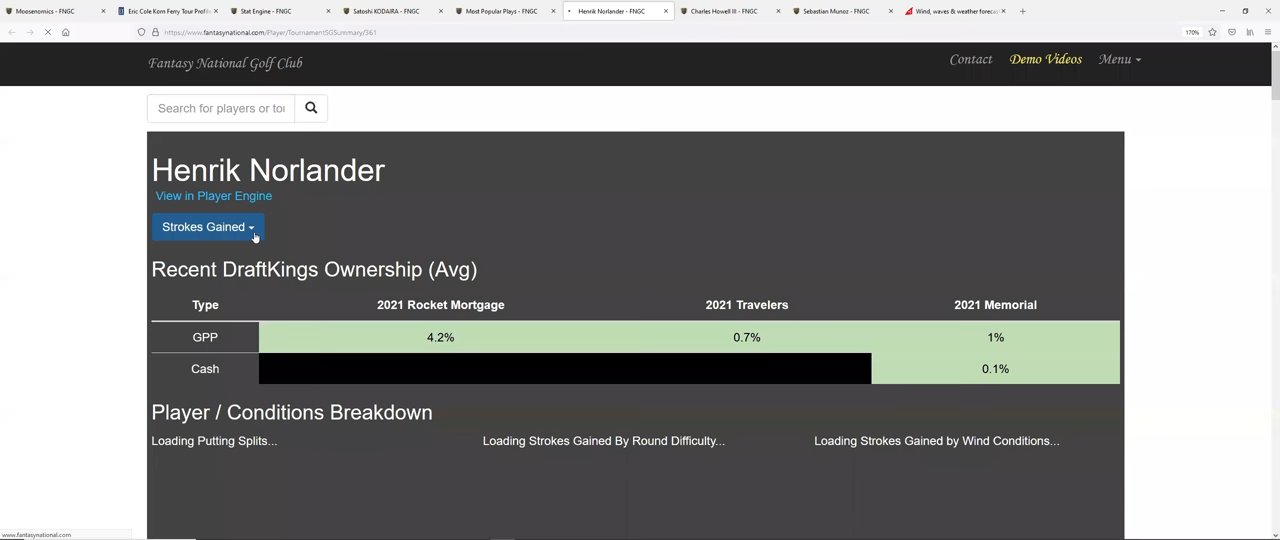 Moosenomics - FNGC
Eric Cole Korn Ferry Tour Profil
Stat Engine - FNGC
Satoshi KODAIRA - FNGC
Most Popular Plays - FNGC
Henrik Norlander - FNGC
Charles Howell III - FNGC
Sebastian Munoz - FNGC
Wind, waves & weather forecas
https://www.fantasynational.com/Player/TournamentSGSummary/361
170%
Fantasy National Golf Club
Contact
Demo Videos
Menu
Search for players or tou
Henrik Norlander
View in Player Engine
Strokes Gained
Recent DraftKings Ownership (Avg)
Type 2021 Rocket Mortgage 2021 Travelers 2021 Memorial
GPP 4.2% 0.7% 1%
Cash 0.1%
Player / Conditions Breakdown
Loading Putting Splits... Loading Strokes Gained By Round Difficulty... Loading Strokes Gained by Wind Conditions...
www.fantasynational.com